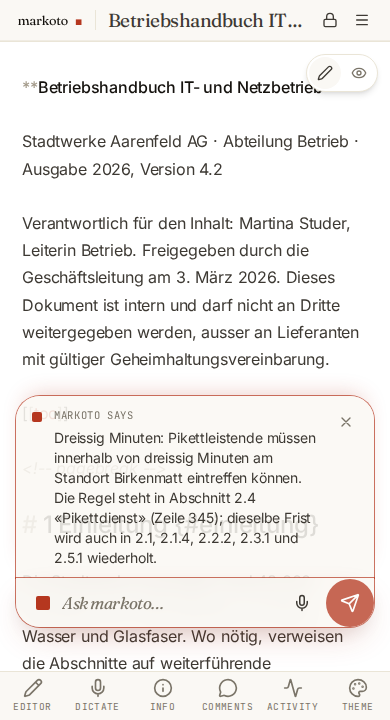 markoto
Betriebshandbuch IT…
**Betriebshandbuch IT- und Netzbetrieb
Stadtwerke Aarenfeld AG · Abteilung Betrieb ·
Ausgabe 2026, Version 4.2
Verantwortlich für den Inhalt: Martina Studer,
Leiterin Betrieb. Freigegeben durch die
Geschäftsleitung am 3. März 2026. Dieses
Dokument ist intern und darf nicht an Dritte
weitergegeben werden, ausser an Lieferanten
mit gültiger Geheimhaltungsvereinbarung.
MARKOTO SAYS
Dreissig Minuten: Pikettleistende müssen
innerhalb von dreissig Minuten am
Standort Birkenmatt eintreffen können.
Die Regel steht in Abschnitt 2.4
«Pikettdienst» (Zeile 345); dieselbe Frist
wird auch in 2.1, 2.1.4, 2.2.2, 2.3.1 und
2.5.1 wiederholt.
<!-- pagebreak -->
# 1 Einleitung {#einleitung}
Ask markoto…
Wasser und Glasfaser. Wo nötig, verweisen
die Abschnitte auf weiterführende
EDITOR
DICTATE
INFO
COMMENTS
ACTIVITY
THEME